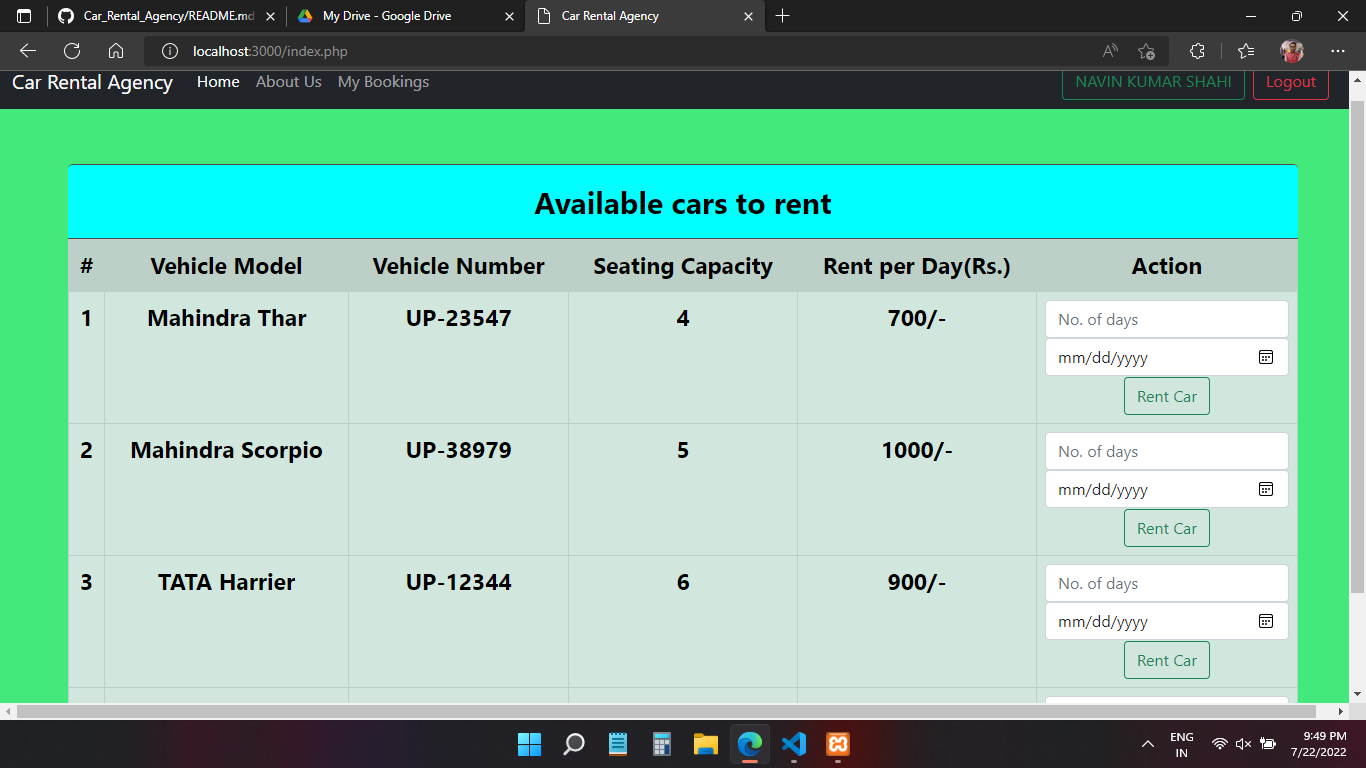 Car_Rental_Agency/README.md
My Drive - Google Drive
Car Rental Agency
localhost:3000/index.php
Car Rental Agency Home About Us My Bookings NAVIN KUMAR SHAHI Logout
Available cars to rent
# Vehicle Model Vehicle Number Seating Capacity Rent per Day(Rs.) Action
1 Mahindra Thar UP-23547 4 700/- No. of days
mm/dd/yyyy
Rent Car
2 Mahindra Scorpio UP-38979 5 1000/- No. of days
mm/dd/yyyy
Rent Car
3 TATA Harrier UP-12344 6 900/- No. of days
mm/dd/yyyy
Rent Car
ENG
IN
9:49 PM
7/22/2022